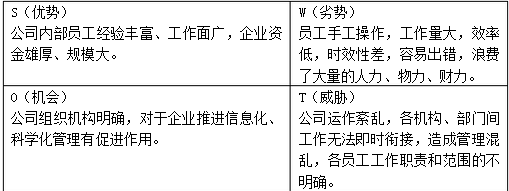 S（优势）
公司内部员工经验丰富、工作面广，企业资
金雄厚、规模大。
W（劣势）
员工手工操作，工作量大，效率
低，时效性差，容易出错，浪费
了大量的人力、物力、财力。
O（机会）
公司组织机构明确，对于企业推进信息化、
科学化管理有促进作用。
T（威胁）
公司运作紊乱，各机构、部门间
工作无法即时衔接，造成管理混
乱，各员工工作职责和范围的不
明确。